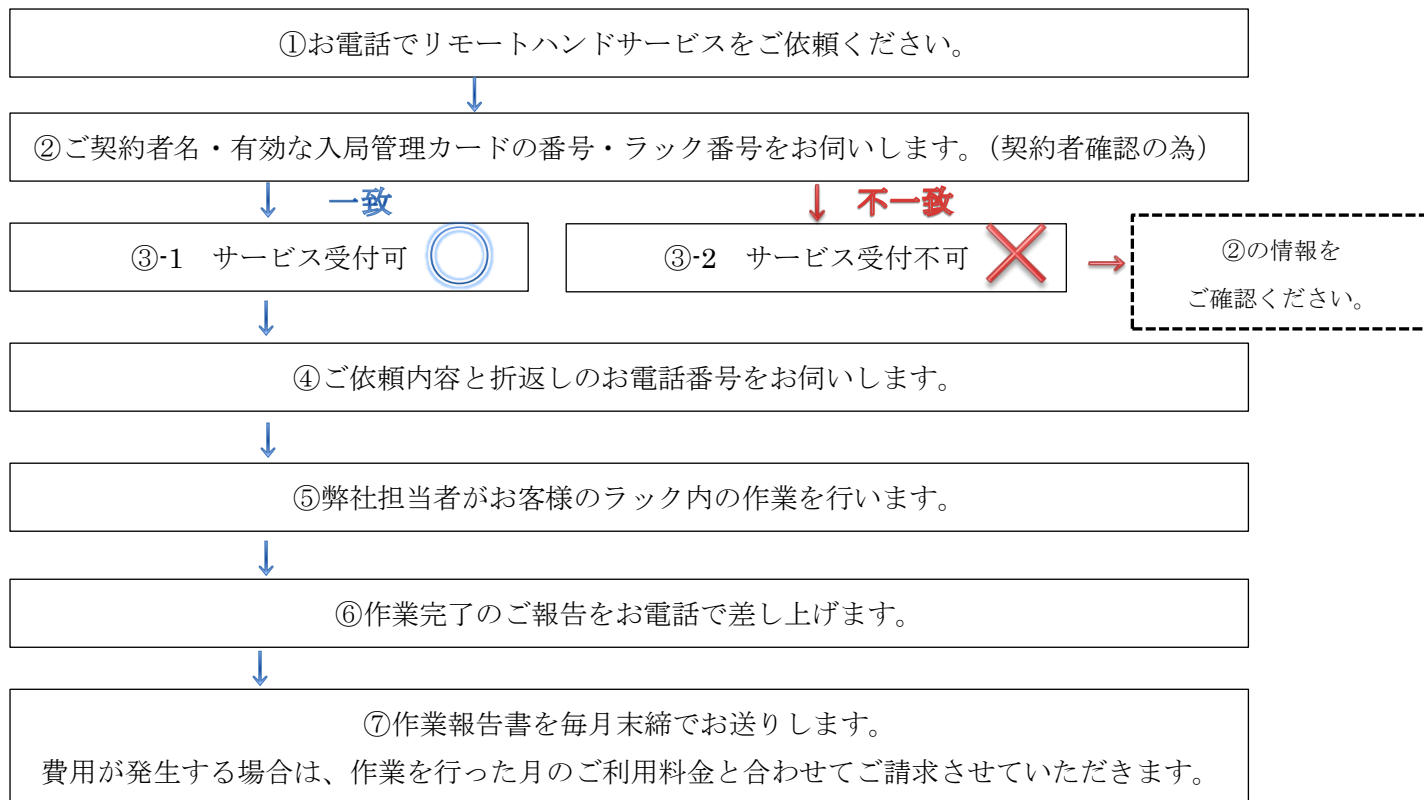 ①お電話でリモートハンドサービスをご依頼ください。
②ご契約者名・有効な入局管理カードの番号・ラック番号をお伺いします。（契約者確認の為）
一致
不一致
③-1　サービス受付可
③-2　サービス受付不可
②の情報を
ご確認ください。
④ご依頼内容と折返しのお電話番号をお伺いします。
⑤弊社担当者がお客様のラック内の作業を行います。
⑥作業完了のご報告をお電話で差し上げます。
⑦作業報告書を毎月末締でお送りします。
費用が発生する場合は、作業を行った月のご利用料金と合わせてご請求させていただきます。